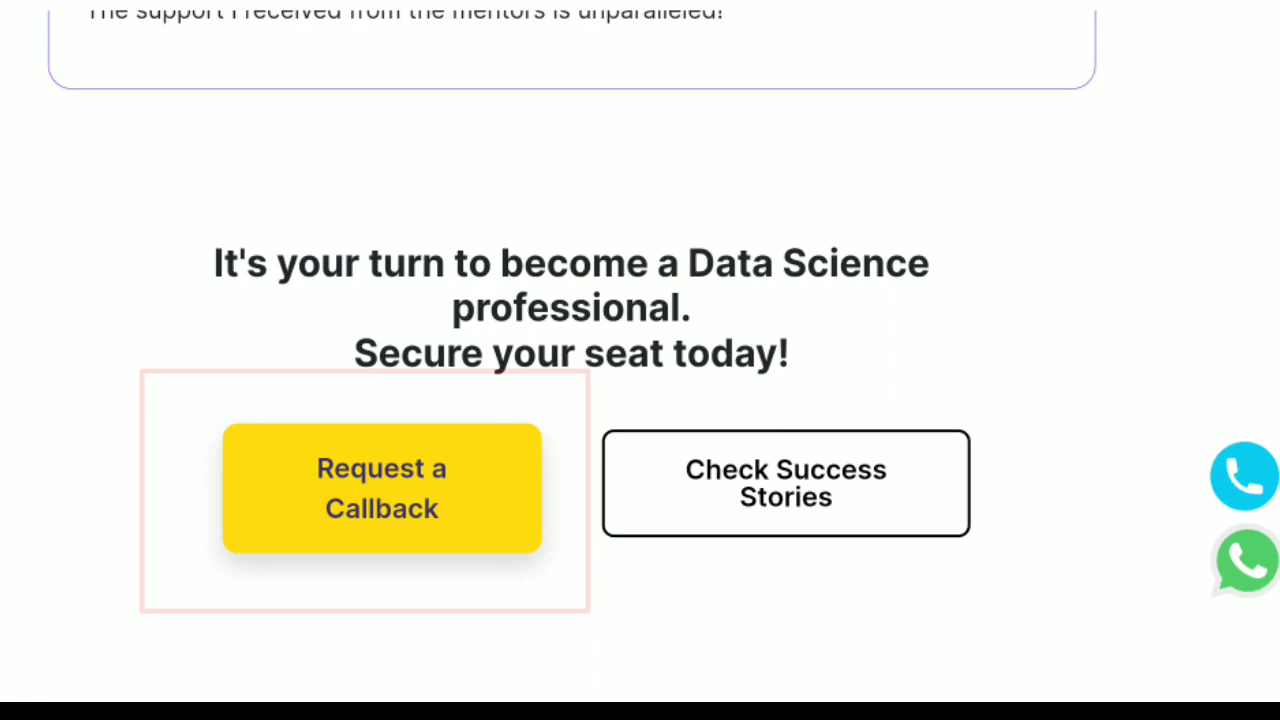 The support I received from the mentors is unparalleled!
It's your turn to become a Data Science
professional.
Secure your seat today!
Request a
Callback
Check Success
Stories